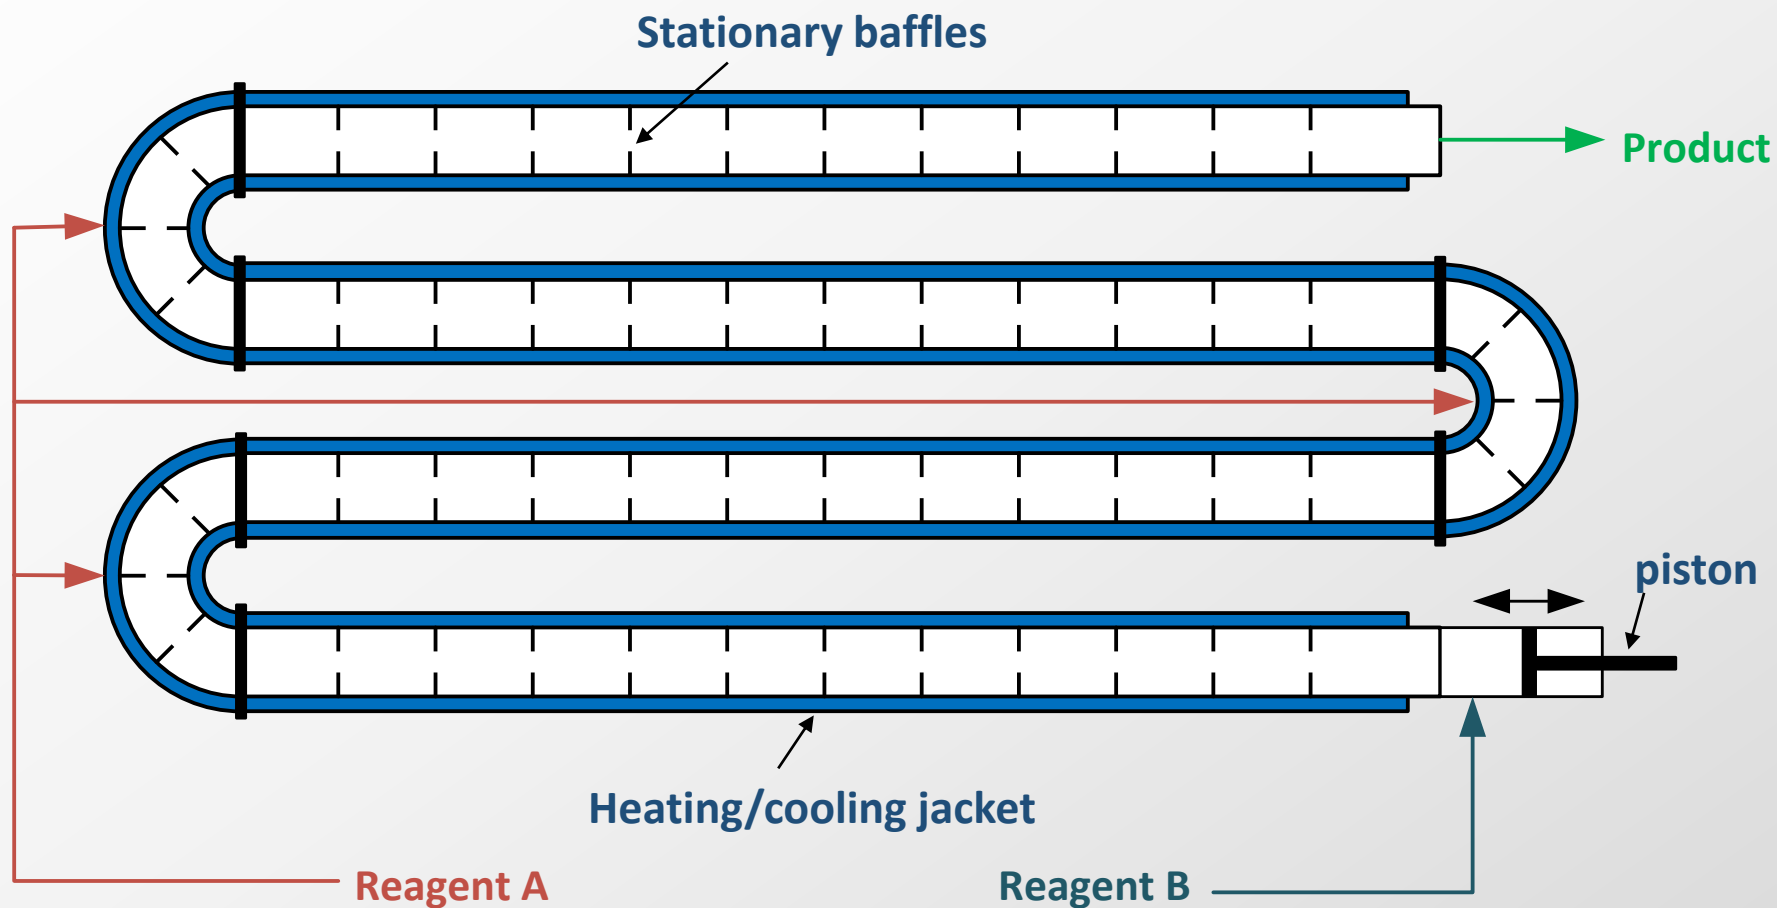 Stationary baffles
Product
piston
Heating/cooling jacket
Reagent A
Reagent B